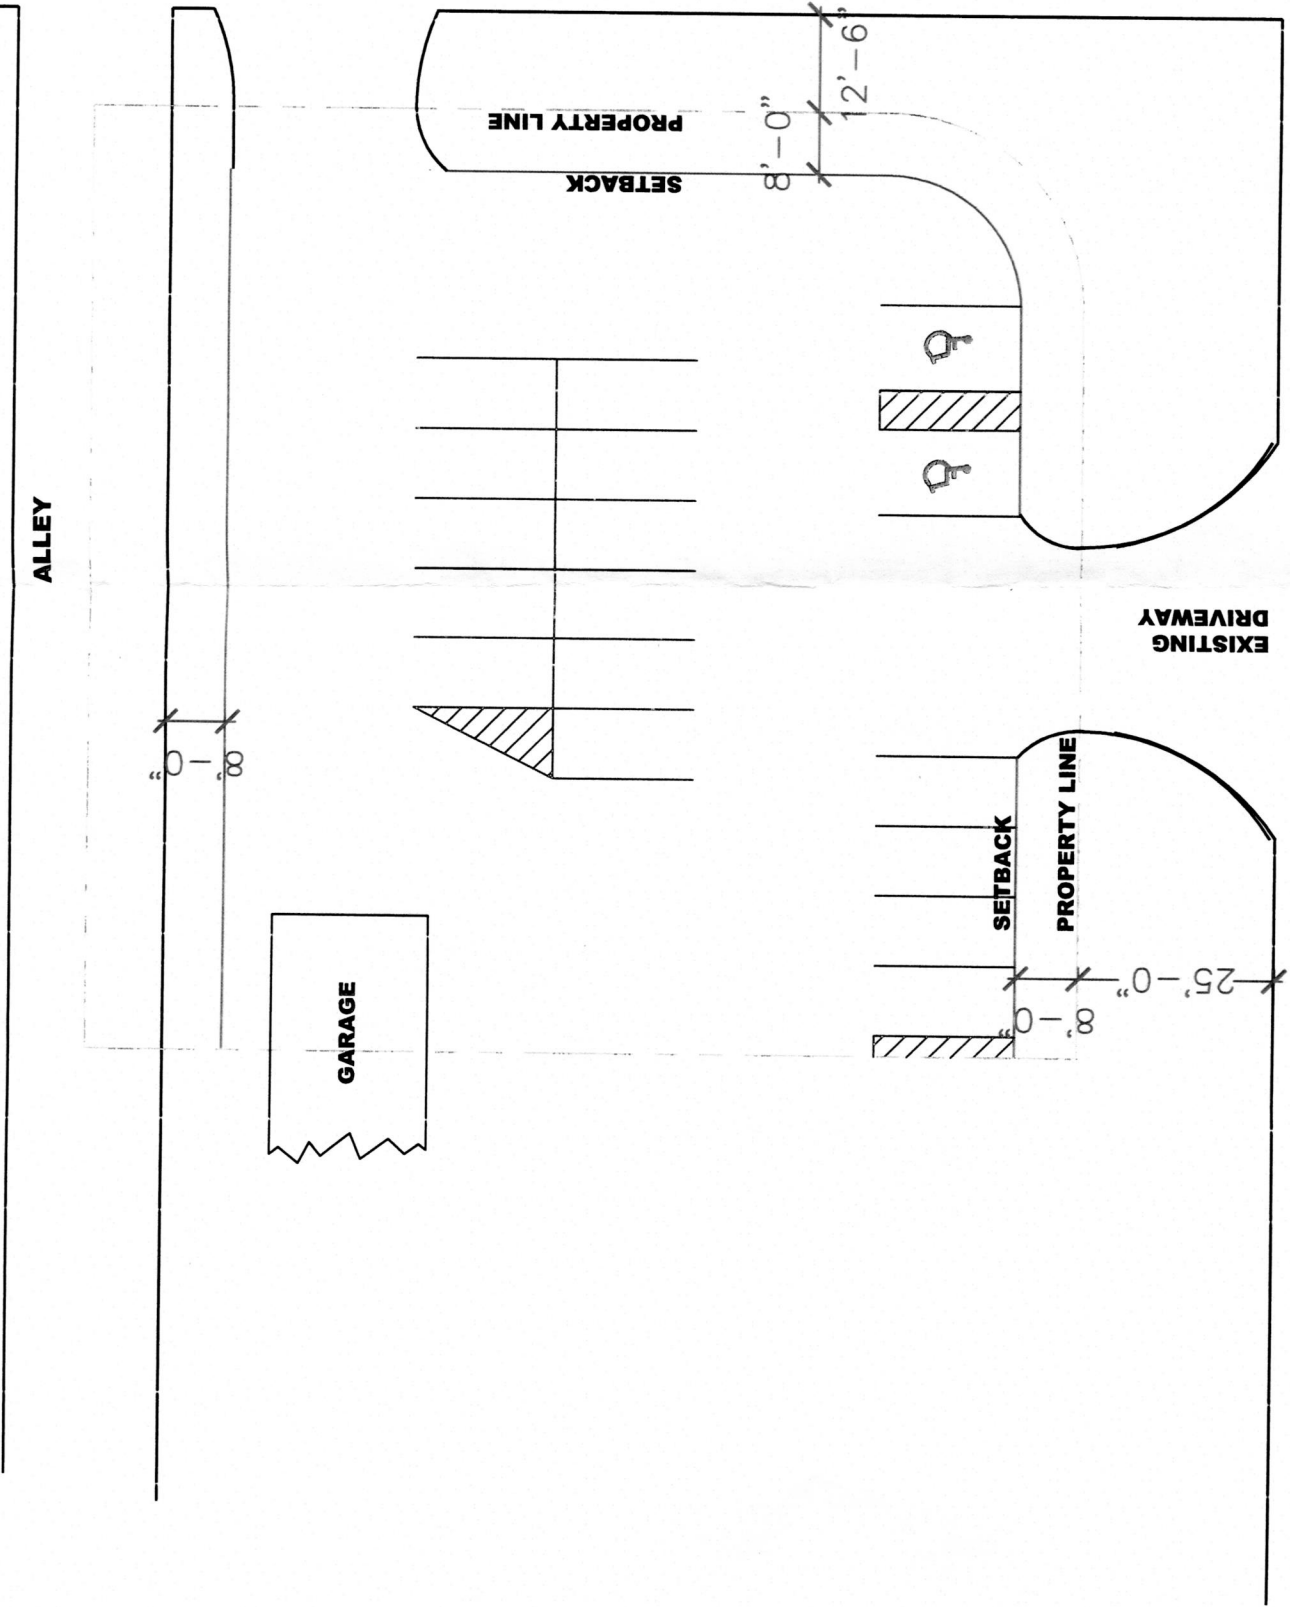 12'-6"
8'-0"
PROPERTY LINE
SETBACK
ALLEY
EXISTING
DRIVEWAY
8'-0"
SETBACK
PROPERTY LINE
25'-0"
8'-0"
GARAGE